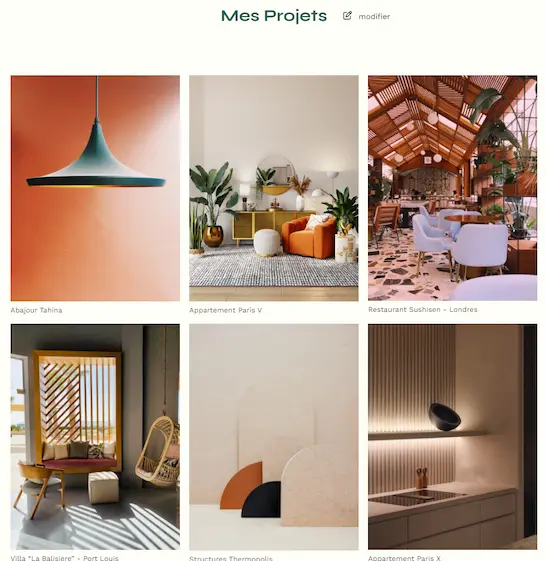 Mes Projets
modifier
Abajour Tahina
Appartement Paris V
Restaurant Sushisen - Londres
Villa “La Balisiere” - Port Louis
Structures Thermopolis
Appartement Paris X